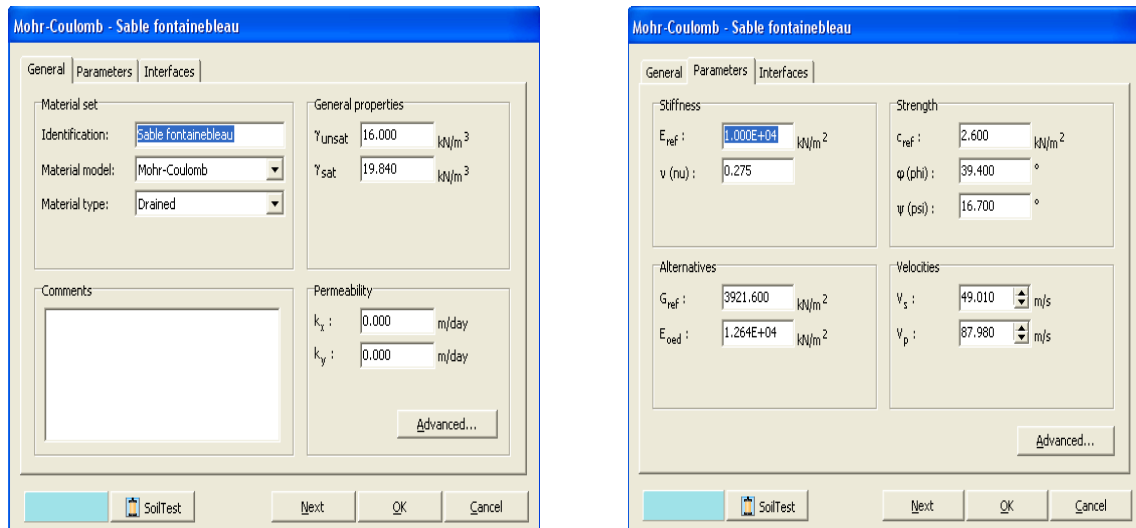 Mohr-Coulomb - Sable fontainebleau
General Parameters Interfaces
Material set
Identification: Sable fontainebleau
Material model: Mohr-Coulomb
Material type: Drained
General properties
γunsat 16.000 kN/m³
γsat 19.840 kN/m³
Comments
Permeability
kx : 0.000 m/day
ky : 0.000 m/day
Advanced...
SoilTest Next OK Cancel
Mohr-Coulomb - Sable fontainebleau
General Parameters Interfaces
Stiffness
Eref : 1.000E+04 kN/m²
ν (nu) : 0.275
Strength
cref : 2.600 kN/m²
φ (phi) : 39.400 °
ψ (psi) : 16.700 °
Alternatives
Gref : 3921.600 kN/m²
Eoed : 1.264E+04 kN/m²
Velocities
Vs : 49.010 m/s
Vp : 87.980 m/s
Advanced...
SoilTest Next OK Cancel